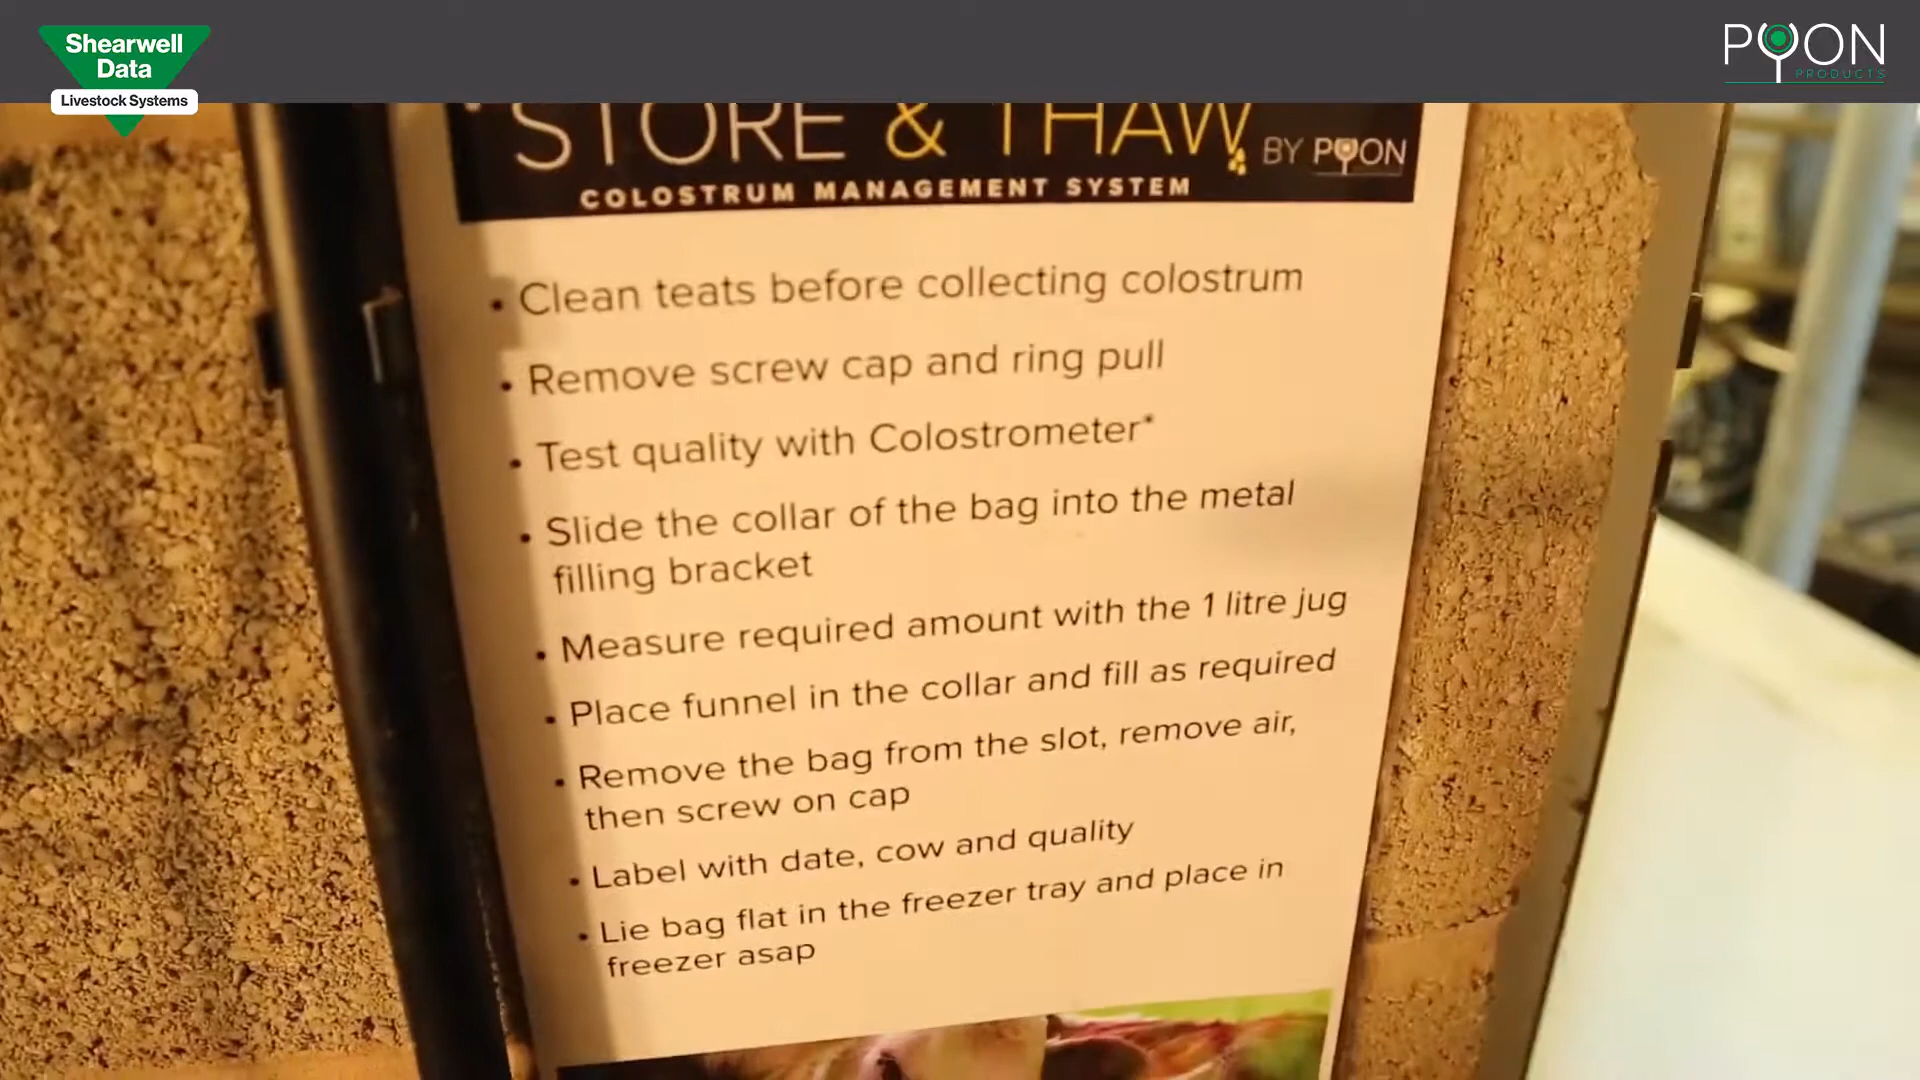 Shearwell
Data
Livestock Systems
PYON
PRODUCTS
STORE & THAW BY PYON
COLOSTRUM MANAGEMENT SYSTEM
• Clean teats before collecting colostrum
• Remove screw cap and ring pull
• Test quality with Colostrometer*
• Slide the collar of the bag into the metal
filling bracket
• Measure required amount with the 1 litre jug
• Place funnel in the collar and fill as required
• Remove the bag from the slot, remove air,
then screw on cap
• Label with date, cow and quality
• Lie bag flat in the freezer tray and place in
freezer asap